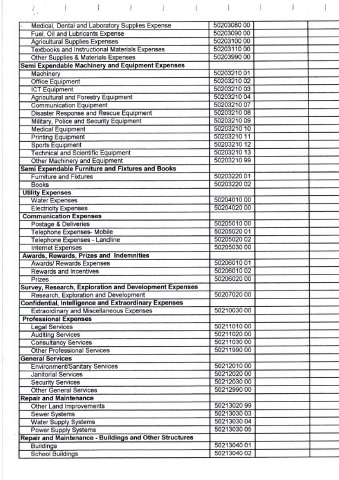 Medical, Dental and Laboratory Supplies Expense 50203080 00
Fuel, Oil and Lubricants Expense 50203090 00
Agricultural Supplies Expenses 50203100 00
Textbooks and Instructional Materials Expenses 50203110 00
Other Supplies & Materials Expenses 50203990 00
Semi Expendable Machinery and Equipment Expenses
Machinery 50203210 01
Office Equipment 50203210 02
ICT Equipment 50203210 03
Agricultural and Forestry Equipment 50203210 04
Communication Equipment 50203210 07
Disaster Response and Rescue Equipment 50203210 08
Military, Police and Security Equipment 50203210 09
Medical Equipment 50203210 10
Printing Equipment 50203210 11
Sports Equipment 50203210 12
Technical and Scientific Equipment 50203210 13
Other Machinery and Equipment 50203210 99
Semi Expendable Furniture and Fixtures and Books
Furniture and Fixtures 50203220 01
Books 50203220 02
Utility Expenses
Water Expenses 50204010 00
Electricity Expenses 50204020 00
Communication Expenses
Postage & Deliveries 50205010 00
Telephone Expenses- Mobile 50205020 01
Telephone Expenses - Landline 50205020 02
Internet Expenses 50205030 00
Awards, Rewards, Prizes and Indemnities
Awards/ Rewards Expenses 50206010 01
Rewards and Incentives 50206010 02
Prizes 50206020 00
Survey, Research, Exploration and Development Expenses
Research, Exploration and Development 50207020 00
Confidential, Intelligence and Extraordinary Expenses
Extraordinary and Miscellaneous Expenses 50210030 00
Professional Expenses
Legal Services 50211010 00
Auditing Services 50211020 00
Consultancy Services 50211030 00
Other Professional Services 50211990 00
General Services
Environment/Sanitary Services 50212010 00
Janitorial Services 50212020 00
Security Services 50212030 00
Other General Services 50212990 00
Repair and Maintenance
Other Land Improvements 50213020 99
Sewer Systems 50213030 03
Water Supply Systems 50213030 04
Power Supply Systems 50213030 05
Repair and Maintenance - Buildings and Other Structures
Buildings 50213040 01
School Buildings 50213040 02